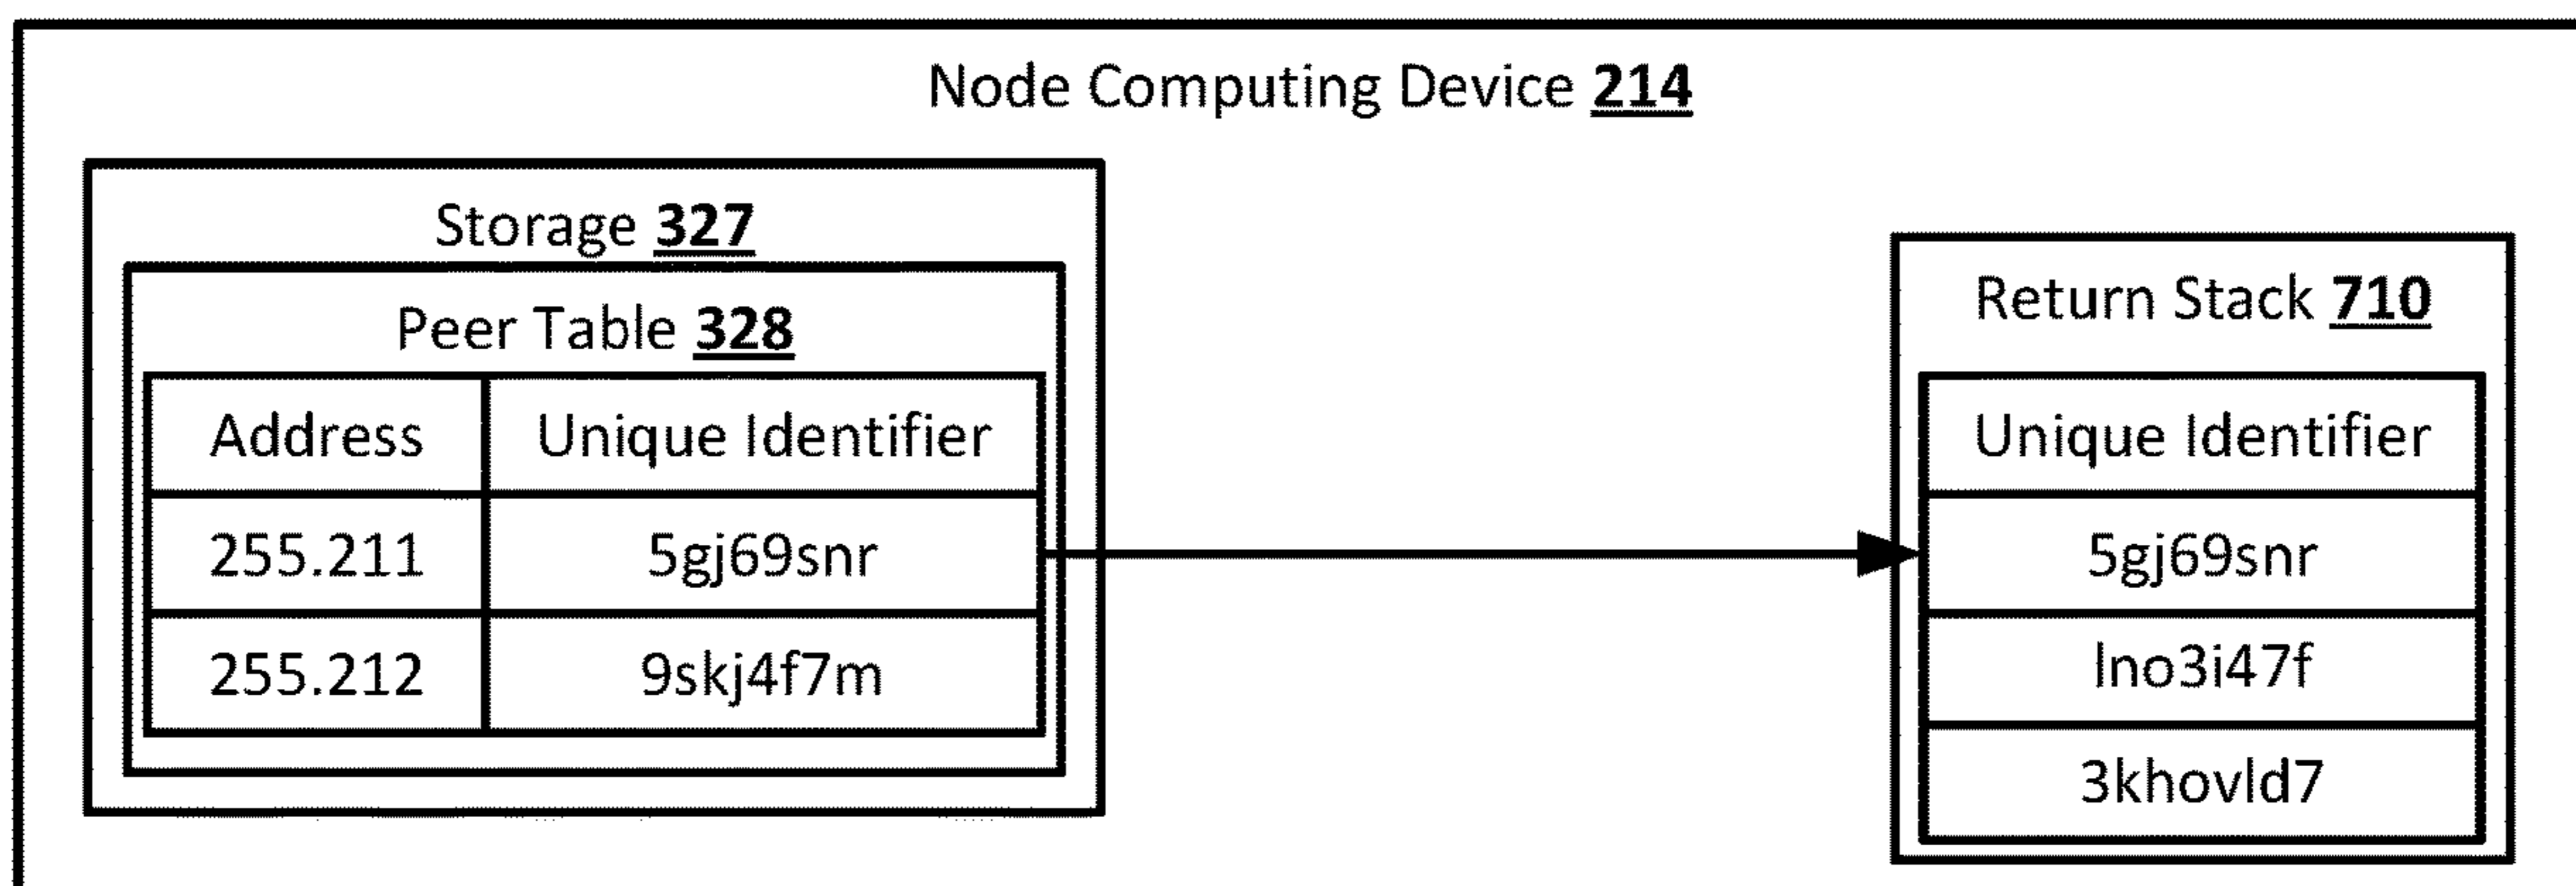 Node Computing Device 214
Storage 327
Peer Table 328
Address Unique Identifier
255.211 5gj69snr
255.212 9skj4f7m
Return Stack 710
Unique Identifier
5gj69snr
lno3i47f
3khovld7